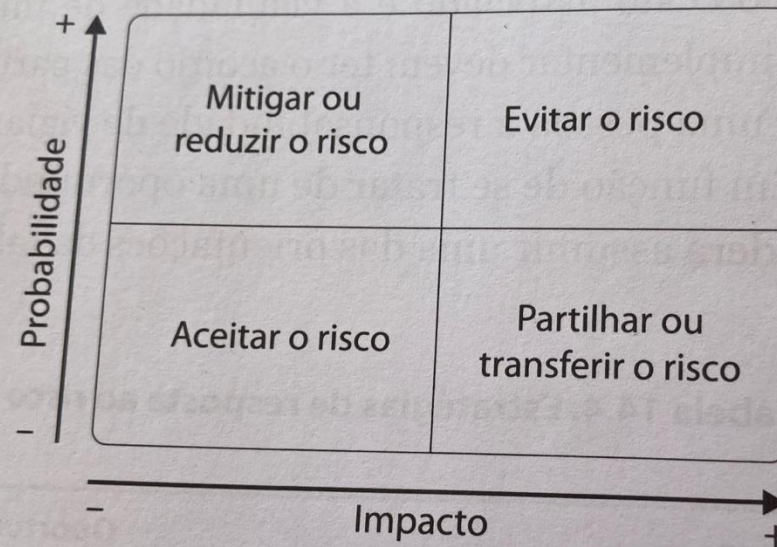 +
Mitigar ou
reduzir o risco
Evitar o risco
Probabilidade
Aceitar o risco
Partilhar ou
transferir o risco
–
–
Impacto
+